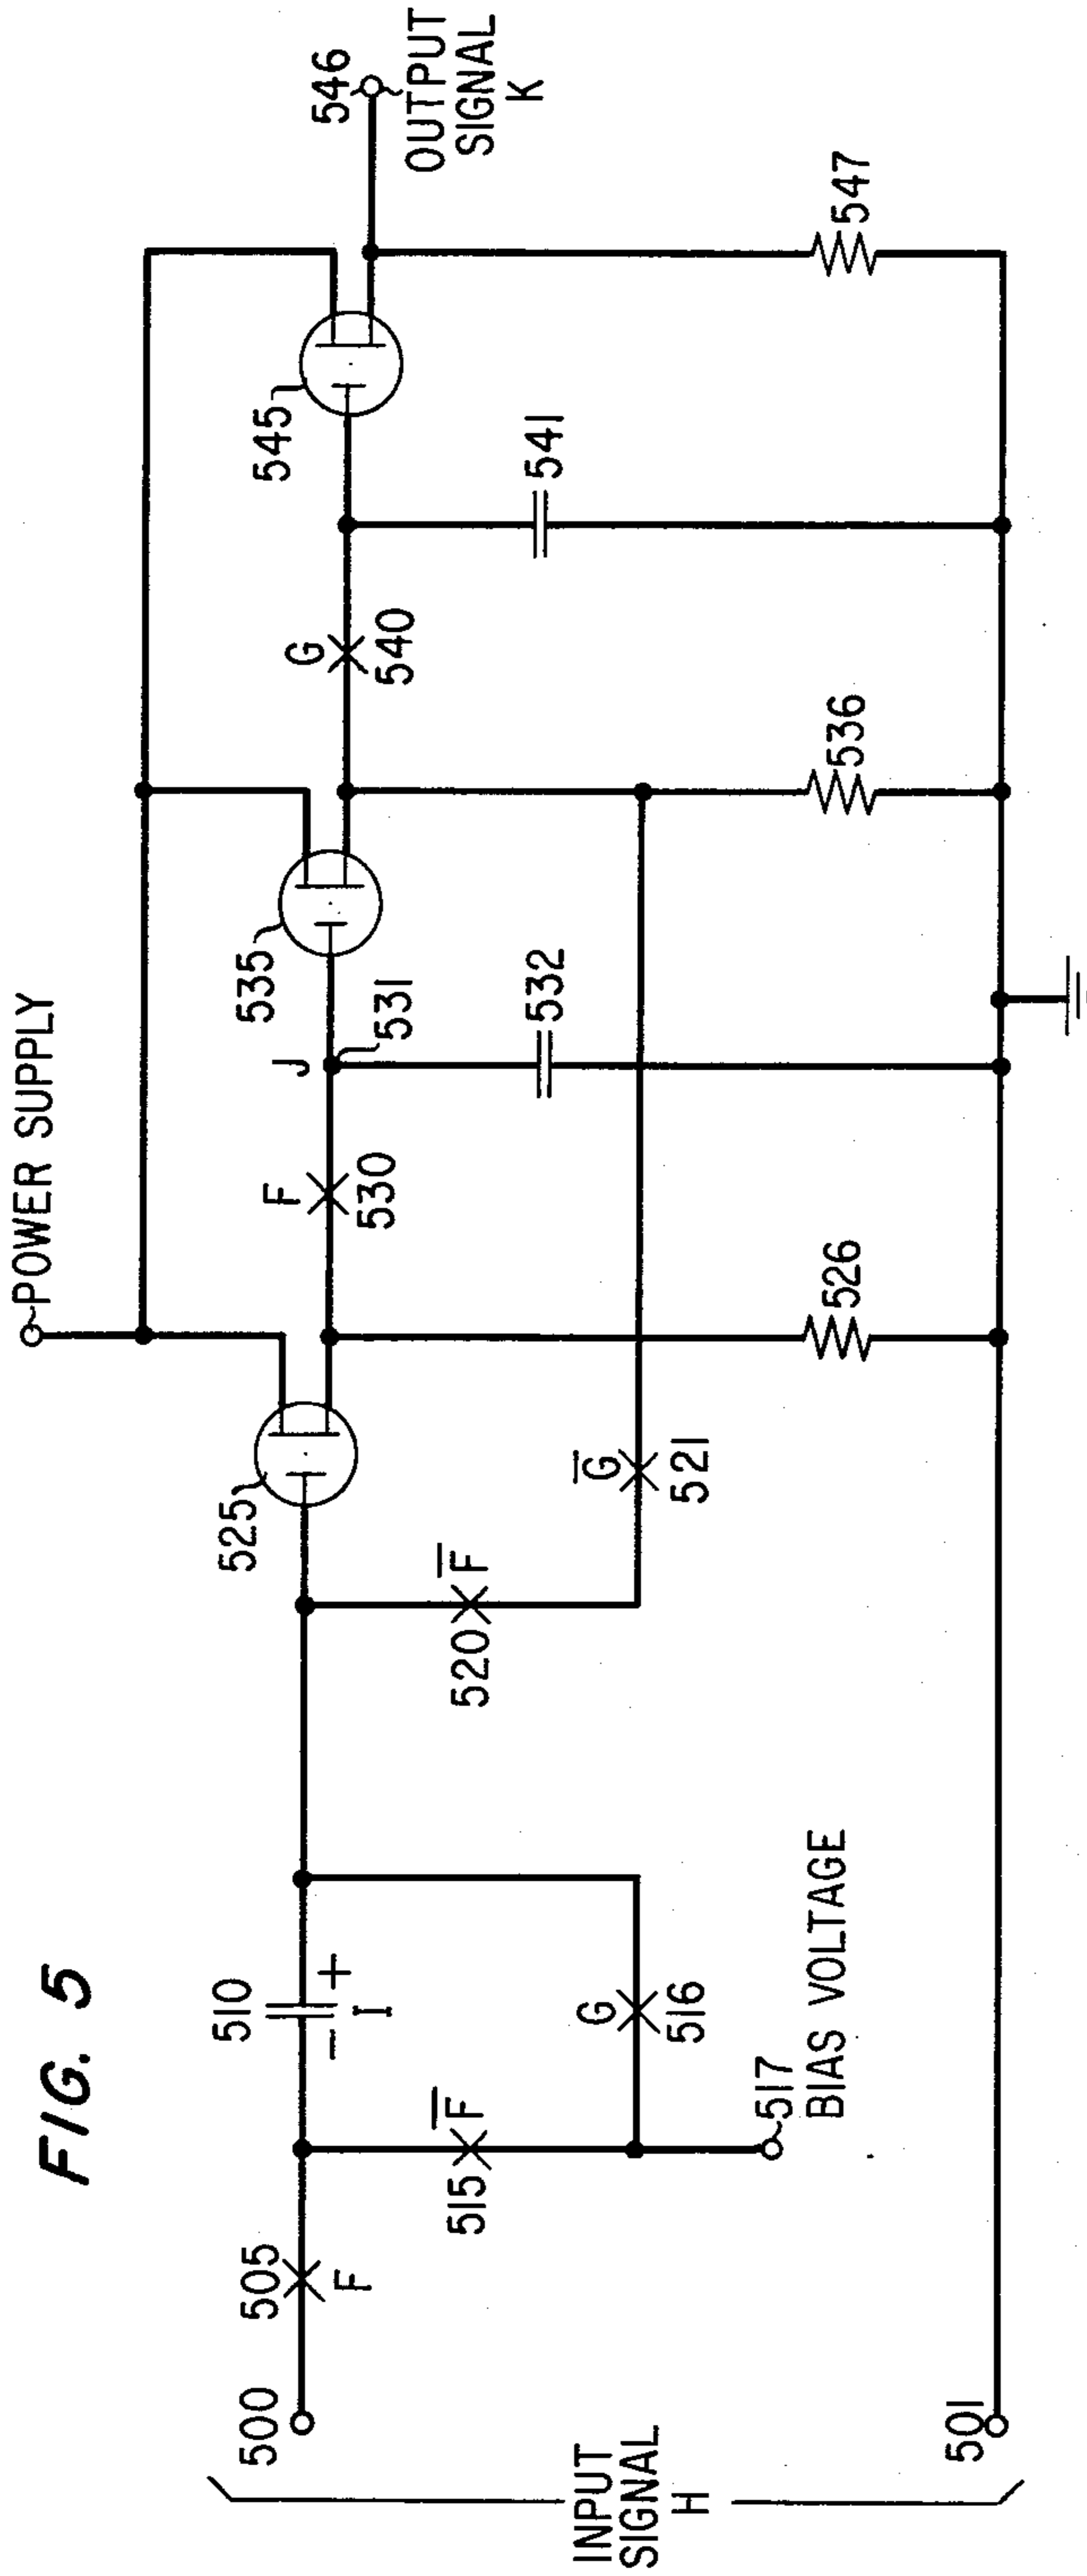 FIG. 5
POWER SUPPLY
INPUT
SIGNAL
H
500
501
505
F
510
− +
I
515
F̅
G
516
517
BIAS VOLTAGE
520
F̅
G̅
521
525
526
F
530
J
531
532
535
536
G
540
541
545
546
OUTPUT
SIGNAL
K
547